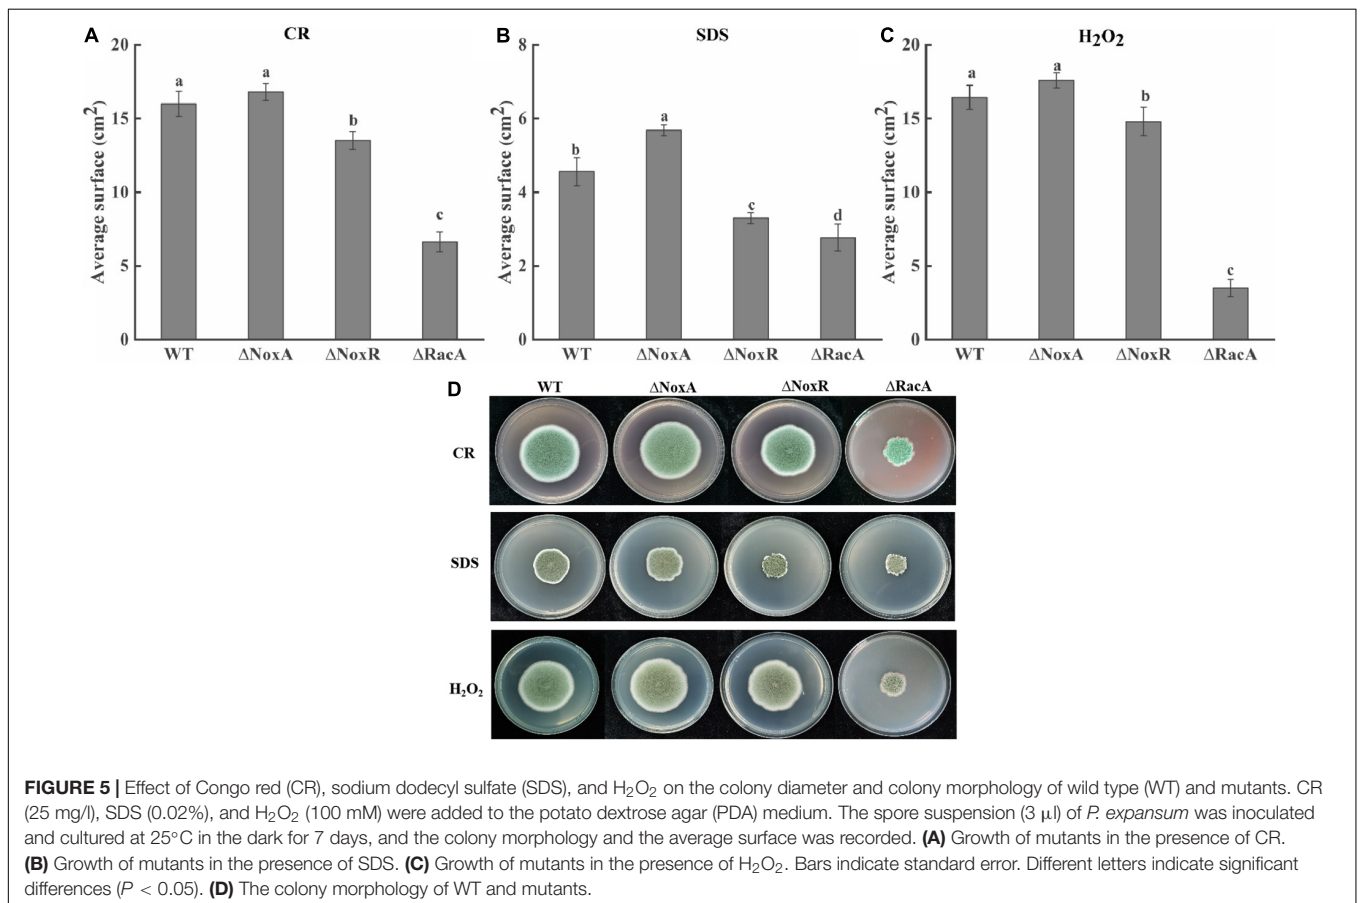 A
CR
20
15
10
5
0
Average surface (cm²)
a
a
b
c
WT ΔNoxA ΔNoxR ΔRacA
B
SDS
8
6
4
2
0
Average surface (cm²)
b
a
c
d
WT ΔNoxA ΔNoxR ΔRacA
C
H₂O₂
20
15
10
5
0
Average surface (cm²)
a
a
b
c
WT ΔNoxA ΔNoxR ΔRacA
D
WT ΔNoxA ΔNoxR ΔRacA
CR
SDS
H₂O₂
FIGURE 5 | Effect of Congo red (CR), sodium dodecyl sulfate (SDS), and H₂O₂ on the colony diameter and colony morphology of wild type (WT) and mutants. CR
(25 mg/l), SDS (0.02%), and H₂O₂ (100 mM) were added to the potato dextrose agar (PDA) medium. The spore suspension (3 μl) of P. expansum was inoculated
and cultured at 25°C in the dark for 7 days, and the colony morphology and the average surface was recorded. (A) Growth of mutants in the presence of CR.
(B) Growth of mutants in the presence of SDS. (C) Growth of mutants in the presence of H₂O₂. Bars indicate standard error. Different letters indicate significant
differences (P < 0.05). (D) The colony morphology of WT and mutants.